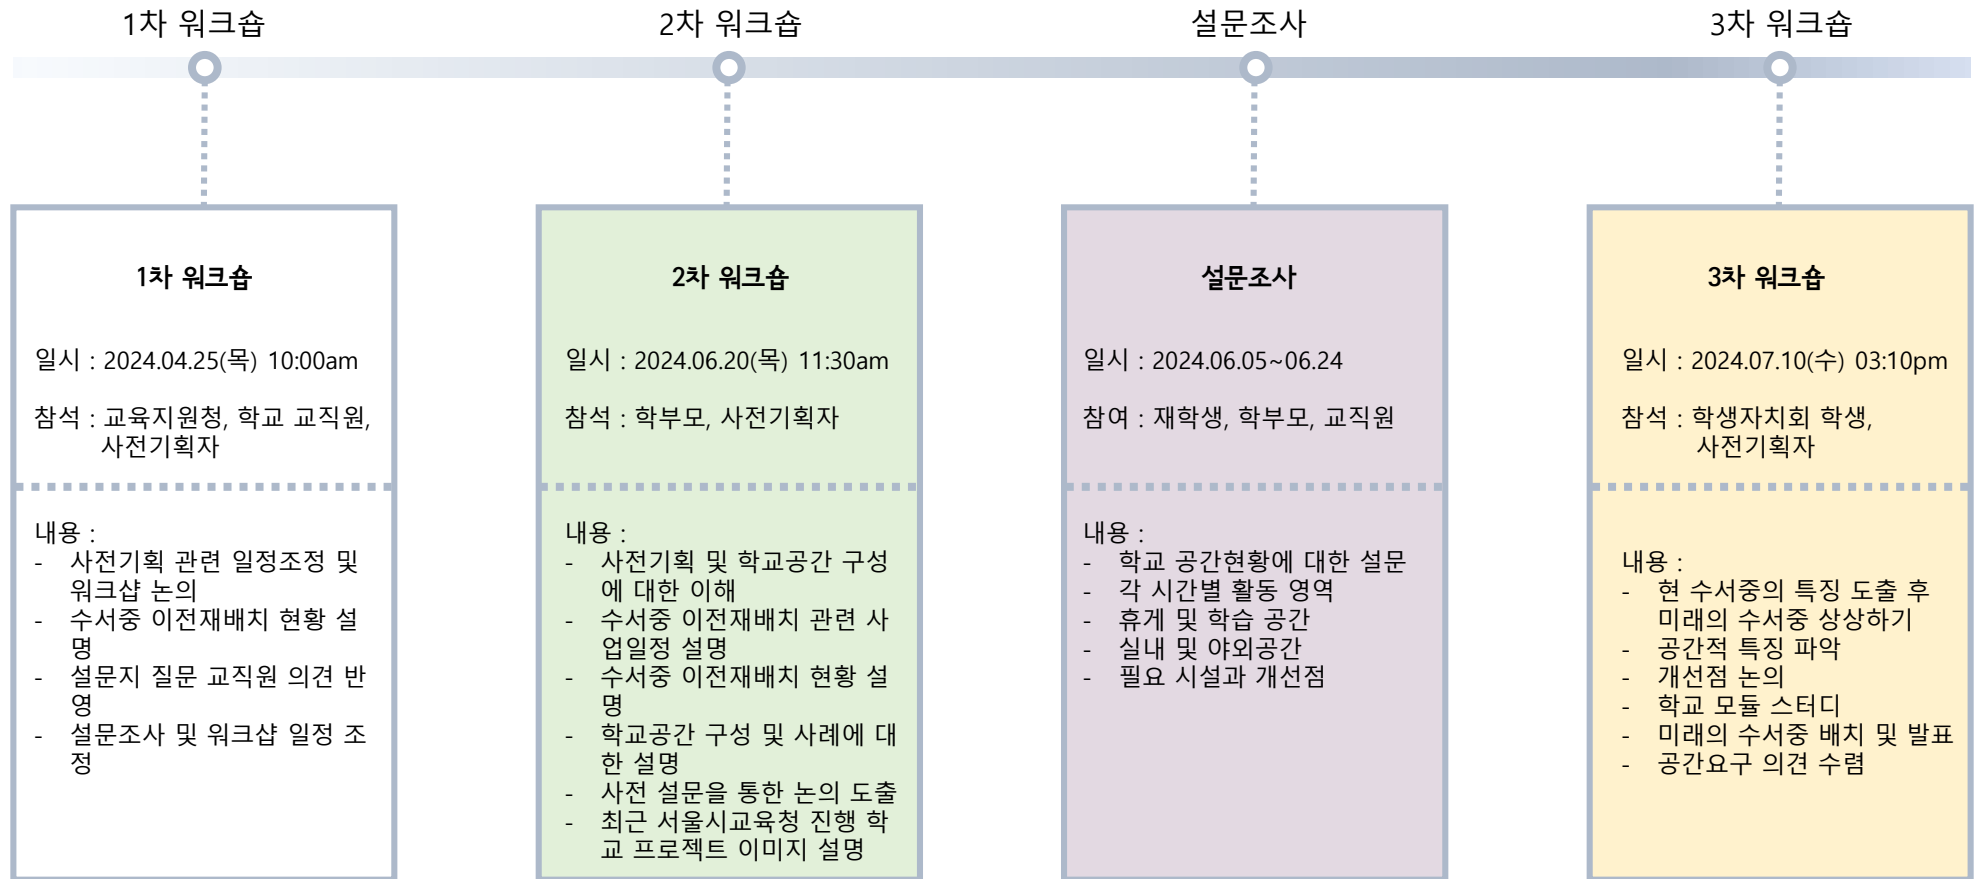 1차 워크숍
2차 워크숍
설문조사
3차 워크숍
1차 워크숍
일시 : 2024.04.25(목) 10:00am
참석 : 교육지원청, 학교 교직원,
사전기획자
내용 :
- 사전기획 관련 일정조정 및
워크샵 논의
- 수서중 이전재배치 현황 설
명
- 설문지 질문 교직원 의견 반
영
- 설문조사 및 워크샵 일정 조
정
2차 워크숍
일시 : 2024.06.20(목) 11:30am
참석 : 학부모, 사전기획자
내용 :
- 사전기획 및 학교공간 구성
에 대한 이해
- 수서중 이전재배치 관련 사
업일정 설명
- 수서중 이전재배치 현황 설
명
- 학교공간 구성 및 사례에 대
한 설명
- 사전 설문을 통한 논의 도출
- 최근 서울시교육청 진행 학
교 프로젝트 이미지 설명
설문조사
일시 : 2024.06.05~06.24
참여 : 재학생, 학부모, 교직원
내용 :
- 학교 공간현황에 대한 설문
- 각 시간별 활동 영역
- 휴게 및 학습 공간
- 실내 및 야외공간
- 필요 시설과 개선점
3차 워크숍
일시 : 2024.07.10(수) 03:10pm
참석 : 학생자치회 학생,
사전기획자
내용 :
- 현 수서중의 특징 도출 후
미래의 수서중 상상하기
- 공간적 특징 파악
- 개선점 논의
- 학교 모듈 스터디
- 미래의 수서중 배치 및 발표
- 공간요구 의견 수렴